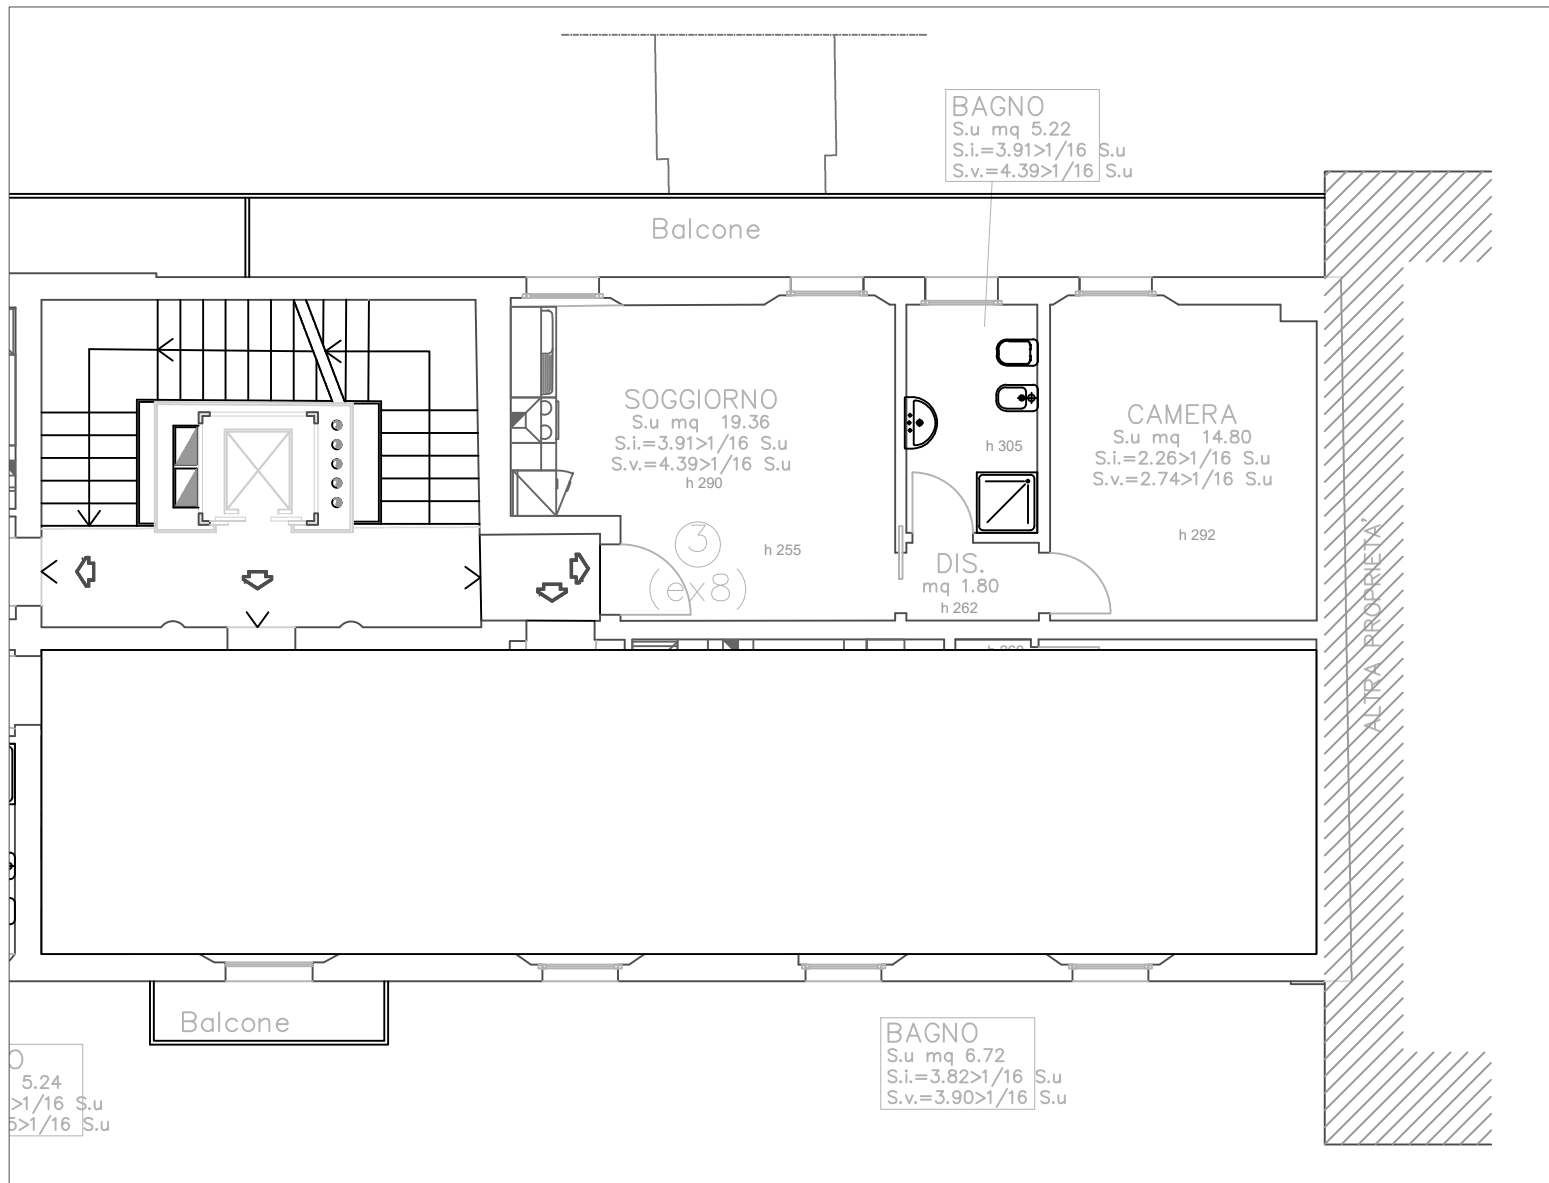 BAGNO
S.u mq 5.22
S.i.=3.91>1/16 S.u
S.v.=4.39>1/16 S.u
Balcone
SOGGIORNO
S.u mq 19.36
S.i.=3.91>1/16 S.u
S.v.=4.39>1/16 S.u
h 290
3
(ex8)
h 255
h 305
DIS.
mq 1.80
h 262
CAMERA
S.u mq 14.80
S.i.=2.26>1/16 S.u
S.v.=2.74>1/16 S.u
h 292
ALTRA PROPRIETA'
Balcone
O
5.24
>1/16 S.u
5>1/16 S.u
BAGNO
S.u mq 6.72
S.i.=3.82>1/16 S.u
S.v.=3.90>1/16 S.u